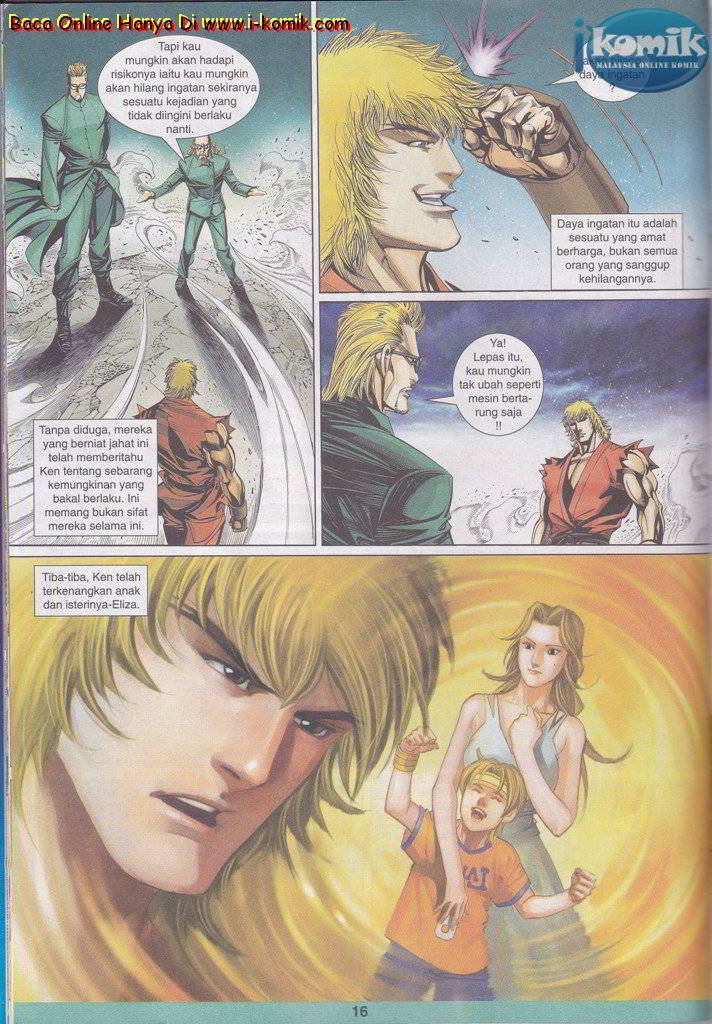 Baca Online Hanya Di www.i-komik.com
ikomik
MALAYSIA ONLINE KOMIK
Tapi kau
mungkin akan hadapi
risikonya iaitu kau mungkin
akan hilang ingatan sekiranya
sesuatu kejadian yang
tidak diingini berlaku
nanti.
daya ingatan
?
Daya ingatan itu adalah
sesuatu yang amat
berharga, bukan semua
orang yang sanggup
kehilangannya.
Tanpa diduga, mereka
yang berniat jahat ini
telah memberitahu
Ken tentang sebarang
kemungkinan yang
bakal berlaku. Ini
memang bukan sifat
mereka selama ini.
Ya!
Lepas itu,
kau mungkin
tak ubah seperti
mesin berta-
rung saja
!!
Tiba-tiba, Ken telah
terkenangkan anak
dan isterinya-Eliza.
16